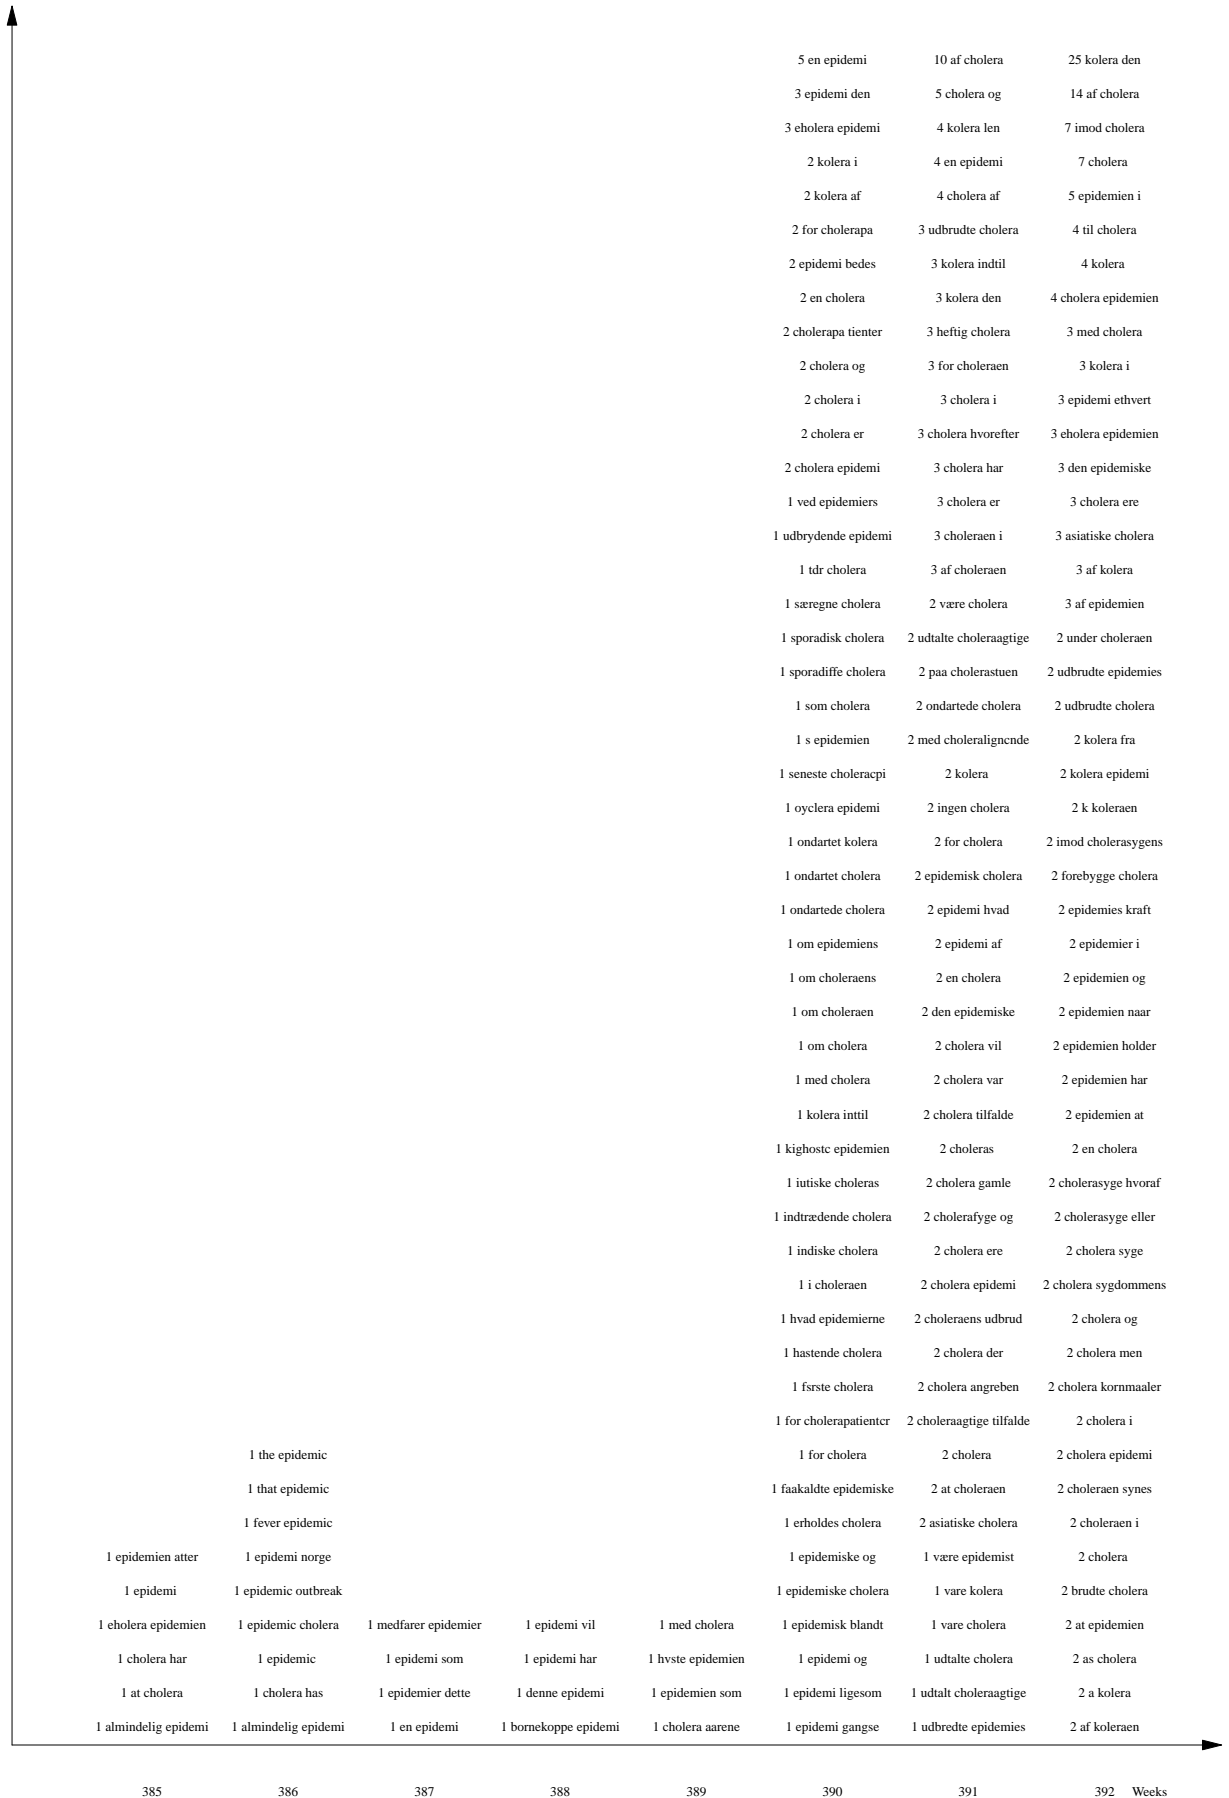 5 en epidemi 10 af cholera 25 kolera den
3 epidemi den 5 cholera og 14 af cholera
3 eholera epidemi 4 kolera len 7 imod cholera
2 kolera i 4 en epidemi 7 cholera
2 kolera af 4 cholera af 5 epidemien i
2 for cholerapa 3 udbrudte cholera 4 til cholera
2 epidemi bedes 3 kolera indtil 4 kolera
2 en cholera 3 kolera den 4 cholera epidemien
2 cholerapa tienter 3 heftig cholera 3 med cholera
2 cholera og 3 for choleraen 3 kolera i
2 cholera i 3 cholera i 3 epidemi ethvert
2 cholera er 3 cholera hvorefter 3 eholera epidemien
2 cholera epidemi 3 cholera har 3 den epidemiske
1 ved epidemiers 3 cholera er 3 cholera ere
1 udbrydende epidemi 3 choleraen i 3 asiatiske cholera
1 tdr cholera 3 af choleraen 3 af kolera
1 særegne cholera 2 være cholera 3 af epidemien
1 sporadisk cholera 2 udtalte choleraagtige 2 under choleraen
1 sporadiffe cholera 2 paa cholerastuen 2 udbrudte epidemies
1 som cholera 2 ondartede cholera 2 udbrudte cholera
1 s epidemien 2 med choleraligncnde 2 kolera fra
1 seneste choleracpi 2 kolera 2 kolera epidemi
1 oyclera epidemi 2 ingen cholera 2 k koleraen
1 ondartet kolera 2 for cholera 2 imod cholerasygens
1 ondartet cholera 2 epidemisk cholera 2 forebygge cholera
1 ondartede cholera 2 epidemi hvad 2 epidemies kraft
1 om epidemiens 2 epidemi af 2 epidemier i
1 om choleraens 2 en cholera 2 epidemien og
1 om choleraen 2 den epidemiske 2 epidemien naar
1 om cholera 2 cholera vil 2 epidemien holder
1 med cholera 2 cholera var 2 epidemien har
1 kolera inttil 2 cholera tilfalde 2 epidemien at
1 kighostc epidemien 2 choleras 2 en cholera
1 iutiske choleras 2 cholera gamle 2 cholerasyge hvoraf
1 indtrædende cholera 2 cholerafyge og 2 cholerasyge eller
1 indiske cholera 2 cholera ere 2 cholera syge
1 i choleraen 2 cholera epidemi 2 cholera sygdommens
1 hvad epidemierne 2 choleraens udbrud 2 cholera og
1 hastende cholera 2 cholera der 2 cholera men
1 fsrste cholera 2 cholera angreben 2 cholera kornmaaler
1 for cholerapatientcr 2 choleraagtige tilfalde 2 cholera i
1 the epidemic 1 for cholera 2 cholera 2 cholera epidemi
1 that epidemic 1 faakaldte epidemiske 2 at choleraen 2 choleraen synes
1 fever epidemic 1 erholdes cholera 2 asiatiske cholera 2 choleraen i
1 epidemien atter 1 epidemi norge 1 epidemiske og 1 være epidemist 2 cholera
1 epidemi 1 epidemic outbreak 1 epidemiske cholera 1 vare kolera 2 brudte cholera
1 eholera epidemien 1 epidemic cholera 1 medfarer epidemier 1 epidemi vil 1 med cholera 1 epidemisk blandt 1 vare cholera 2 at epidemien
1 cholera har 1 epidemic 1 epidemi som 1 epidemi har 1 hvste epidemien 1 epidemi og 1 udtalte cholera 2 as cholera
1 at cholera 1 cholera has 1 epidemier dette 1 denne epidemi 1 epidemien som 1 epidemi ligesom 1 udtalt choleraagtige 2 a kolera
1 almindelig epidemi 1 almindelig epidemi 1 en epidemi 1 bornekoppe epidemi 1 cholera aarene 1 epidemi gangse 1 udbredte epidemies 2 af koleraen
385 386 387 388 389 390 391 392 Weeks